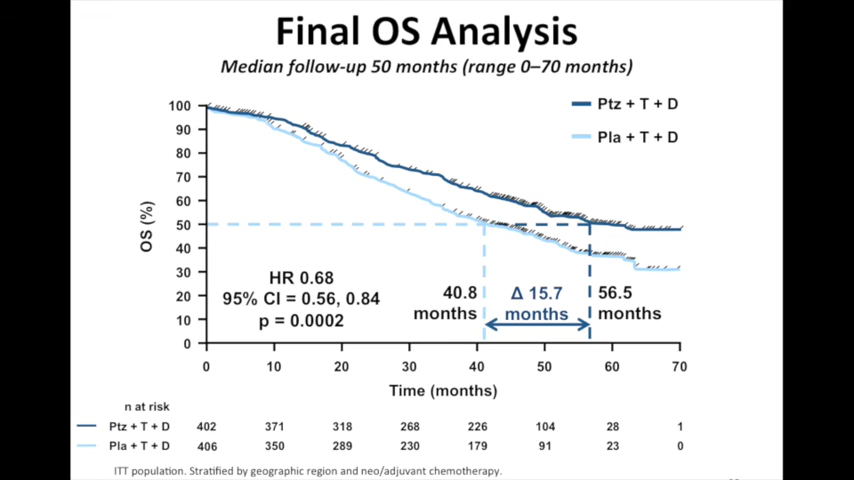 Final OS Analysis
Median follow-up 50 months (range 0–70 months)
Ptz + T + D
Pla + T + D
100
90
80
70
60
50
40
30
20
10
0
OS (%)
HR 0.68
95% CI = 0.56, 0.84
p = 0.0002
40.8
months
Δ 15.7
months
56.5
months
0 10 20 30 40 50 60 70
Time (months)
n at risk
Ptz + T + D 402 371 318 268 226 104 28 1
Pla + T + D 406 350 289 230 179 91 23 0
ITT population. Stratified by geographic region and neo/adjuvant chemotherapy.